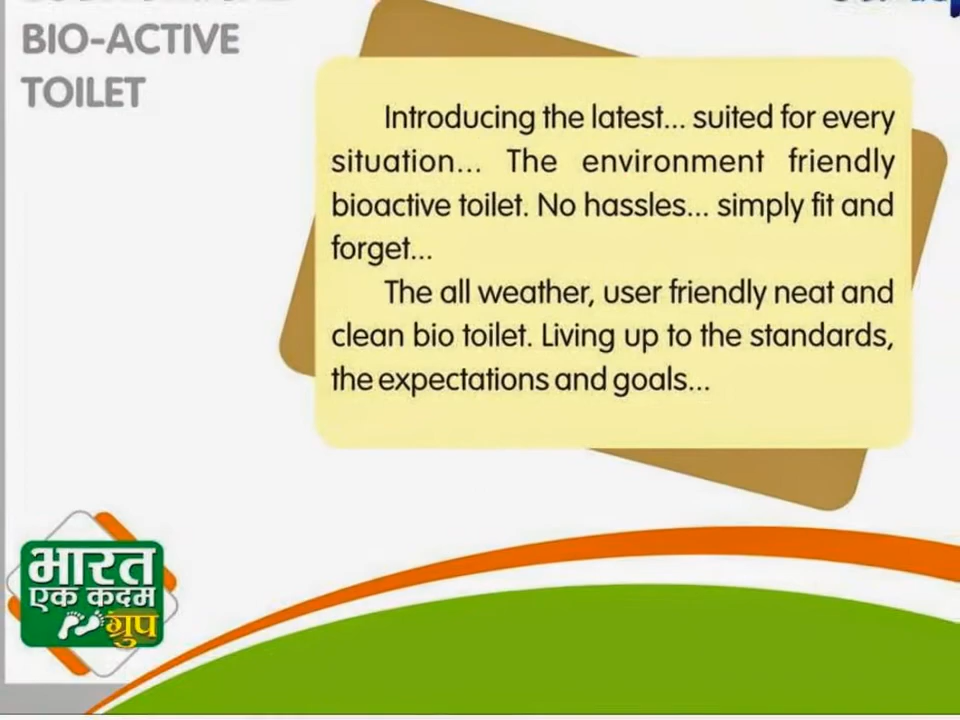 BIO-ACTIVE
TOILET
Introducing the latest... suited for every
situation... The environment friendly
bioactive toilet. No hassles... simply fit and
forget...
The all weather, user friendly neat and
clean bio toilet. Living up to the standards,
the expectations and goals...
भारत
एक कदम
ग्रुप